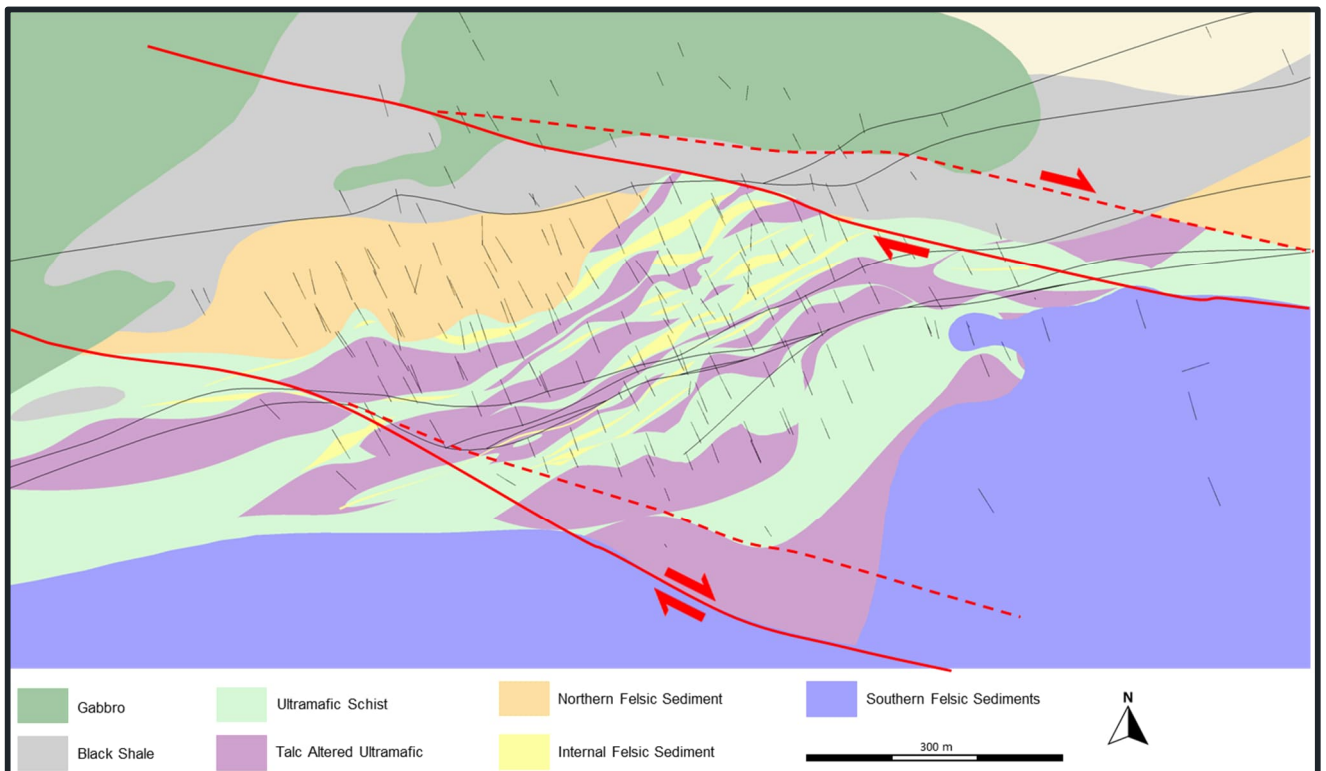 Gabbro
Ultramafic Schist
Northern Felsic Sediment
Southern Felsic Sediments
N
Black Shale
Talc Altered Ultramafic
Internal Felsic Sediment
300 m